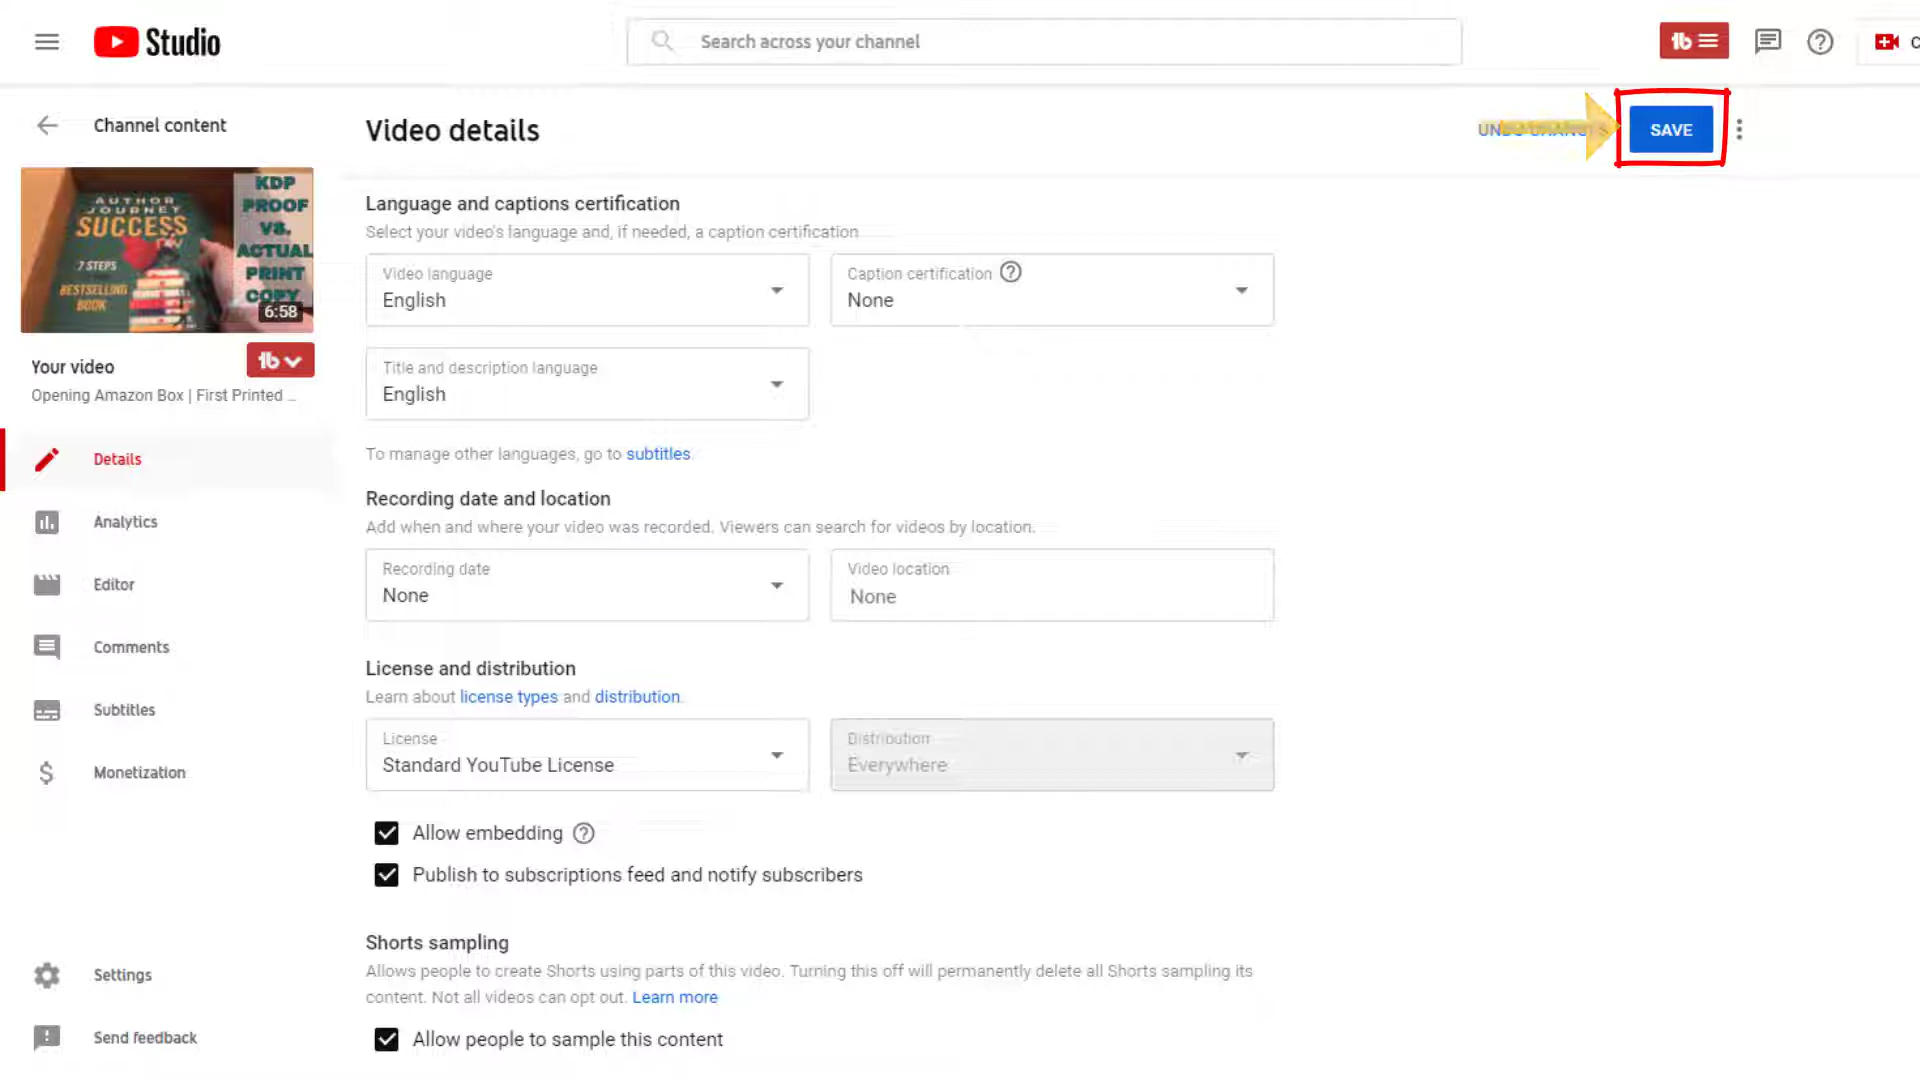 Studio
Search across your channel
C
Channel content
Video details
SAVE
AUTHOR
JOURNEY
SUCCESS
7 STEPS
BESTSELLING
BOOK
KDP
PROOF
VS.
ACTUAL
PRINT
COPY
6:58
Your video
Opening Amazon Box | First Printed ...
Details
Analytics
Editor
Comments
Subtitles
Monetization
Settings
Send feedback
Language and captions certification
Select your video's language and, if needed, a caption certification
Video language
English
Caption certification
None
Title and description language
English
To manage other languages, go to subtitles.
Recording date and location
Add when and where your video was recorded. Viewers can search for videos by location.
Recording date
None
Video location
None
License and distribution
Learn about license types and distribution.
License
Standard YouTube License
Distribution
Everywhere
Allow embedding
Publish to subscriptions feed and notify subscribers
Shorts sampling
Allows people to create Shorts using parts of this video. Turning this off will permanently delete all Shorts sampling its
content. Not all videos can opt out. Learn more
Allow people to sample this content